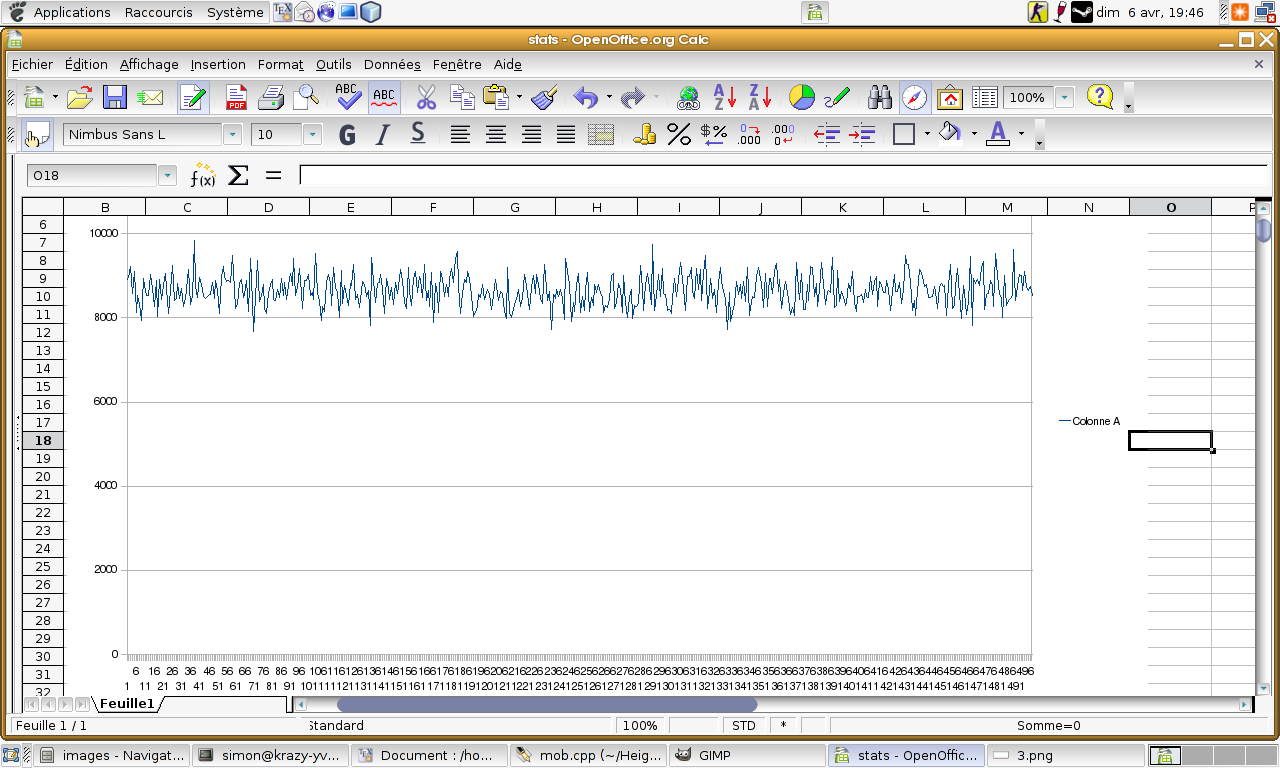 Applications Raccourcis Système dim 6 avr, 19:46
stats - OpenOffice.org Calc
Fichier Édition Affichage Insertion Format Outils Données Fenêtre Aide
PDF ABC ABC A Z Z A 100%
Nimbus Sans L 10 G I S % $% .000 .000 A
O18 f(x) Σ =
B C D E F G H I J K L M N O P
6
7
8
9
10
11
12
13
14
15
16
17
18
19
20
21
22
23
24
25
26
27
28
29
30
31
32
10000
8000
6000
4000
2000
0
Colonne A
6 16 26 36 46 56 66 76 86 96 106 116 126 136 146 156 166 176 186 196 206 216 226 236 246 256 266 276 286 296 306 316 326 336 346 356 366 376 386 396 406 416 426 436 446 456 466 476 486 496
1 11 21 31 41 51 61 71 81 91 101 111 121 131 141 151 161 171 181 191 201 211 221 231 241 251 261 271 281 291 301 311 321 331 341 351 361 371 381 391 401 411 421 431 441 451 461 471 481 491
Feuille1
Feuille 1 / 1 Standard 100% STD * Somme=0
images - Navigat... simon@krazy-yv... Document : /ho... mob.cpp (~/Heig... GIMP stats - OpenOffic... 3.png